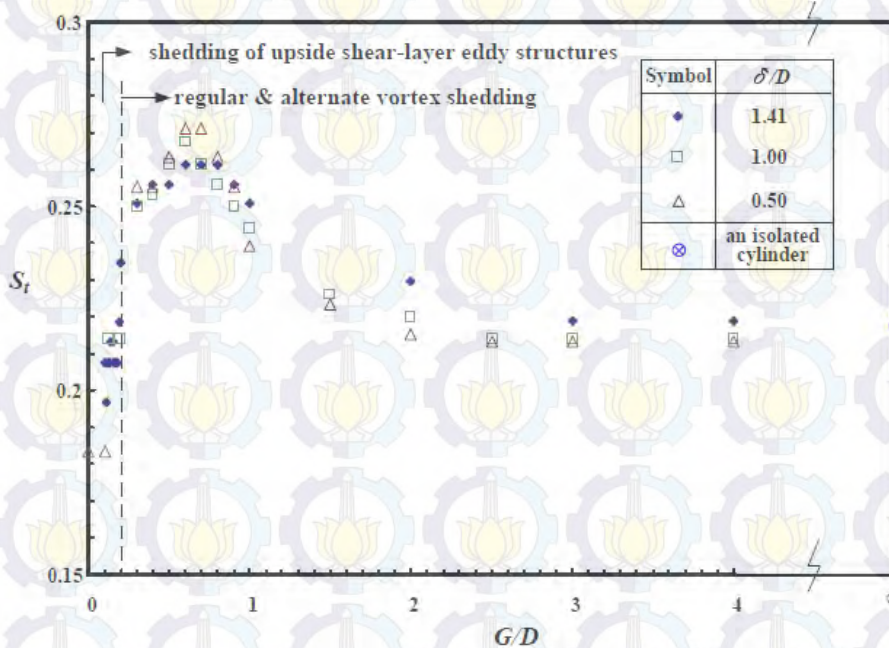 0.3
shedding of upside shear-layer eddy structures
regular & alternate vortex shedding
Symbol δ/D
1.41
1.00
0.50
an isolated
cylinder
0.25
St
0.2
0.15
0 1 2 3 4
G/D